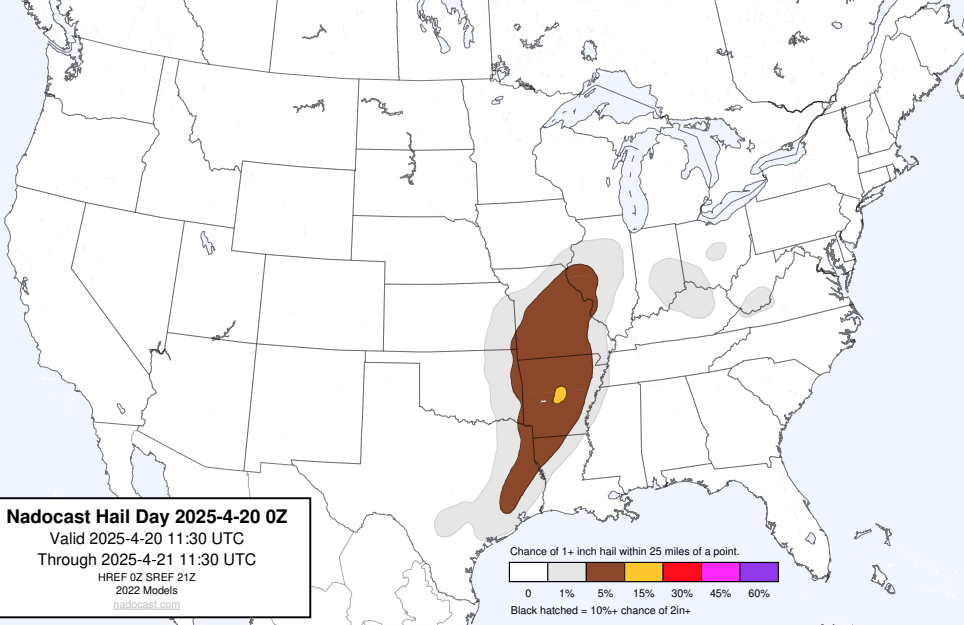 Nadocast Hail Day 2025-4-20 0Z
Valid 2025-4-20 11:30 UTC
Through 2025-4-21 11:30 UTC
HREF 0Z SREF 21Z
2022 Models
nadocast.com
Chance of 1+ inch hail within 25 miles of a point.
0 1% 5% 15% 30% 45% 60%
Black hatched = 10%+ chance of 2in+